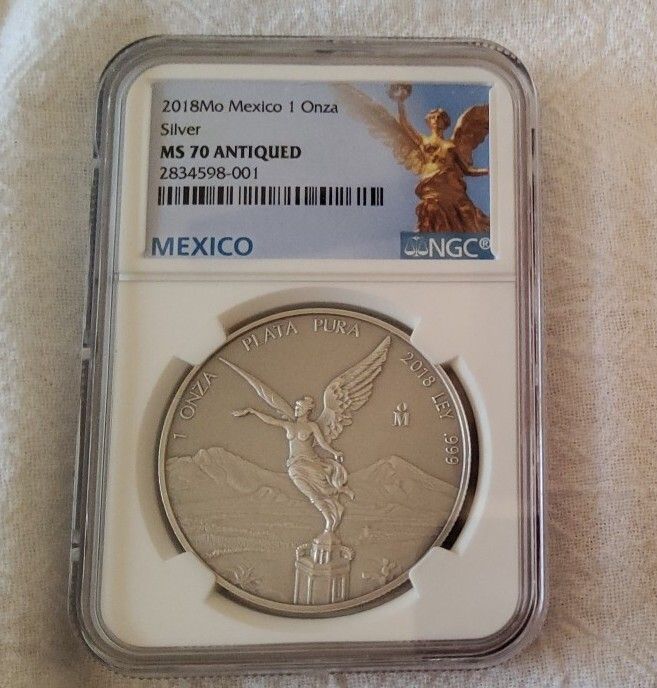 2018Mo Mexico 1 Onza
Silver
MS 70 ANTIQUED
2834598-001
MEXICO
NGC®
1 ONZA PLATA PURA 2018 LEY .999
oM